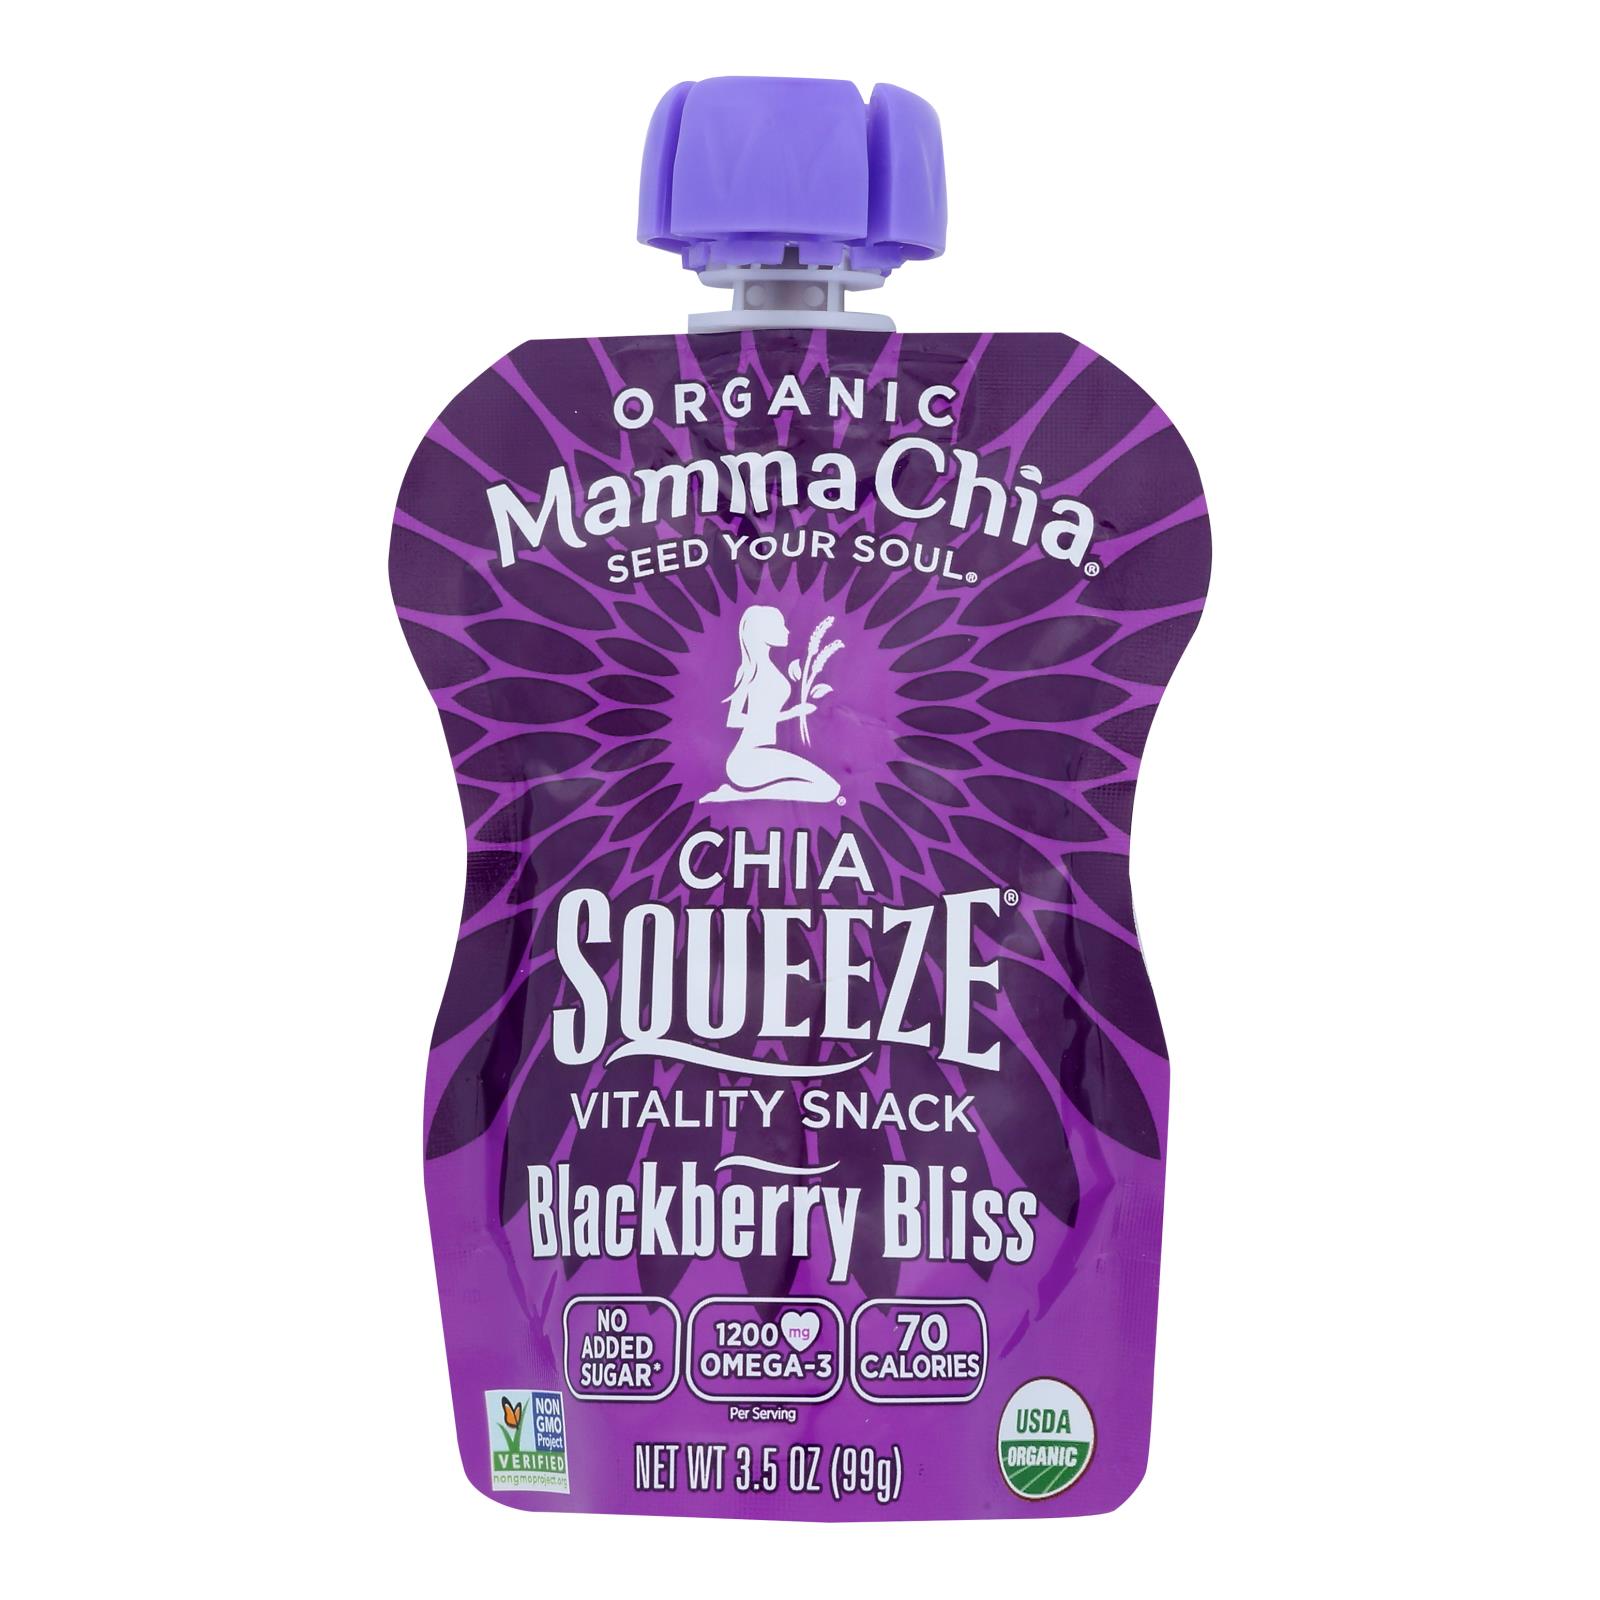 ORGANIC
Mamma Chia®
SEED YOUR SOUL®
®
CHIA
SQUEEZE®
VITALITY SNACK
Blackberry Bliss
NO
ADDED
SUGAR*
1200 mg
OMEGA-3
Per Serving
70
CALORIES
NON
GMO
Project
VERIFIED
nongmoproject.org
NET WT 3.5 OZ (99g)
USDA
ORGANIC